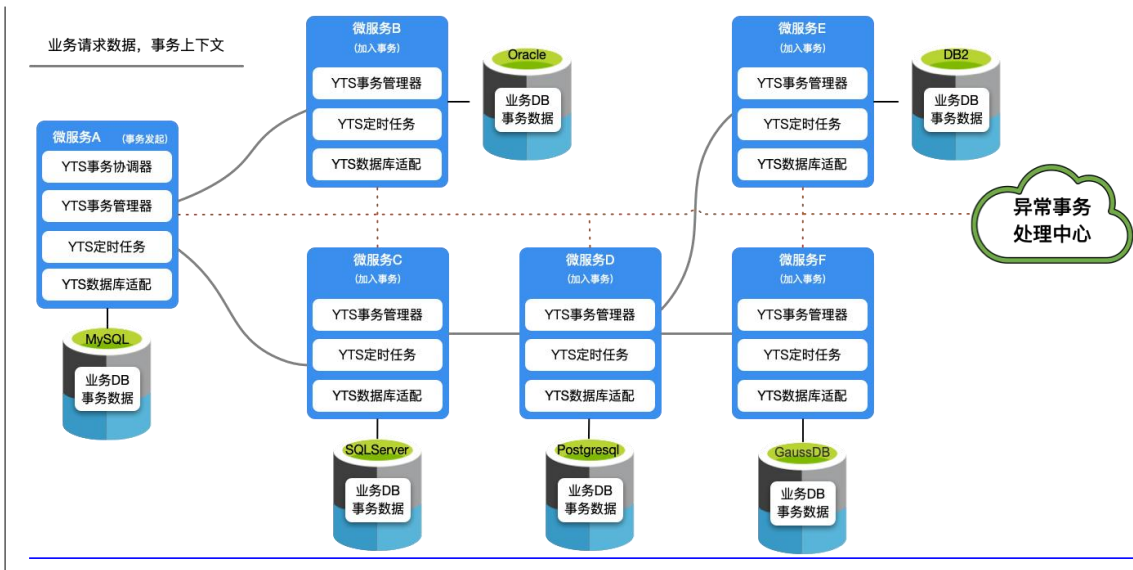 业务请求数据，事务上下文
微服务A （事务发起）
YTS事务协调器
YTS事务管理器
YTS定时任务
YTS数据库适配
MySQL
业务DB
事务数据
微服务B
(加入事务)
YTS事务管理器
YTS定时任务
YTS数据库适配
Oracle
业务DB
事务数据
微服务E
(加入事务)
YTS事务管理器
YTS定时任务
YTS数据库适配
DB2
业务DB
事务数据
异常事务
处理中心
微服务C
(加入事务)
YTS事务管理器
YTS定时任务
YTS数据库适配
SQLServer
业务DB
事务数据
微服务D
(加入事务)
YTS事务管理器
YTS定时任务
YTS数据库适配
Postgresql
业务DB
事务数据
微服务F
(加入事务)
YTS事务管理器
YTS定时任务
YTS数据库适配
GaussDB
业务DB
事务数据